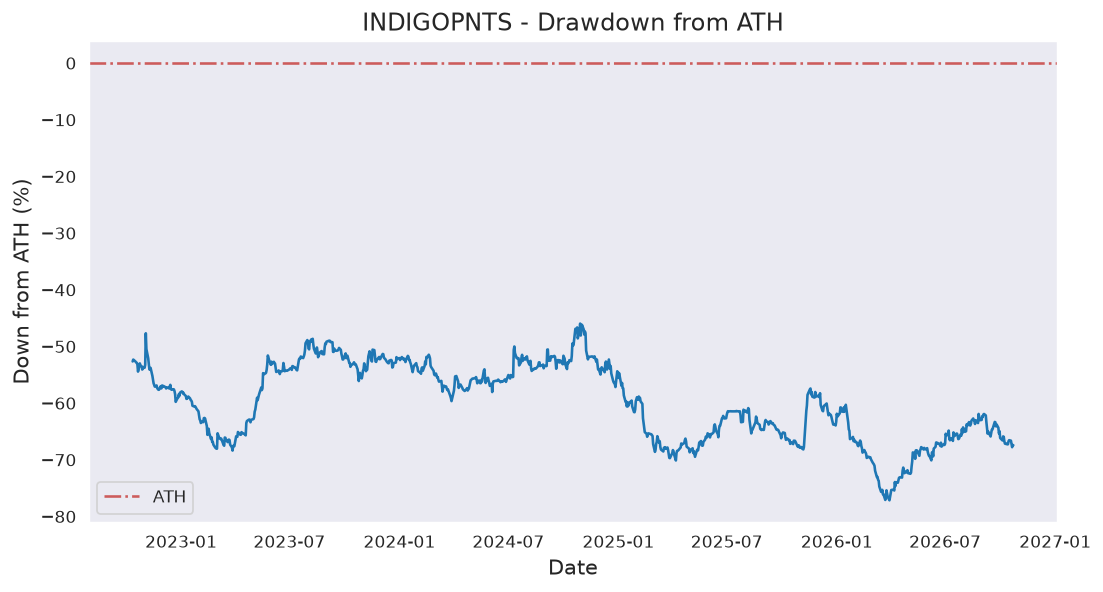 INDIGOPNTS - Drawdown from ATH
Down from ATH (%)
0
−10
−20
−30
−40
−50
−60
−70
−80
ATH
2023-01 2023-07 2024-01 2024-07 2025-01 2025-07 2026-01 2026-07 2027-01
Date